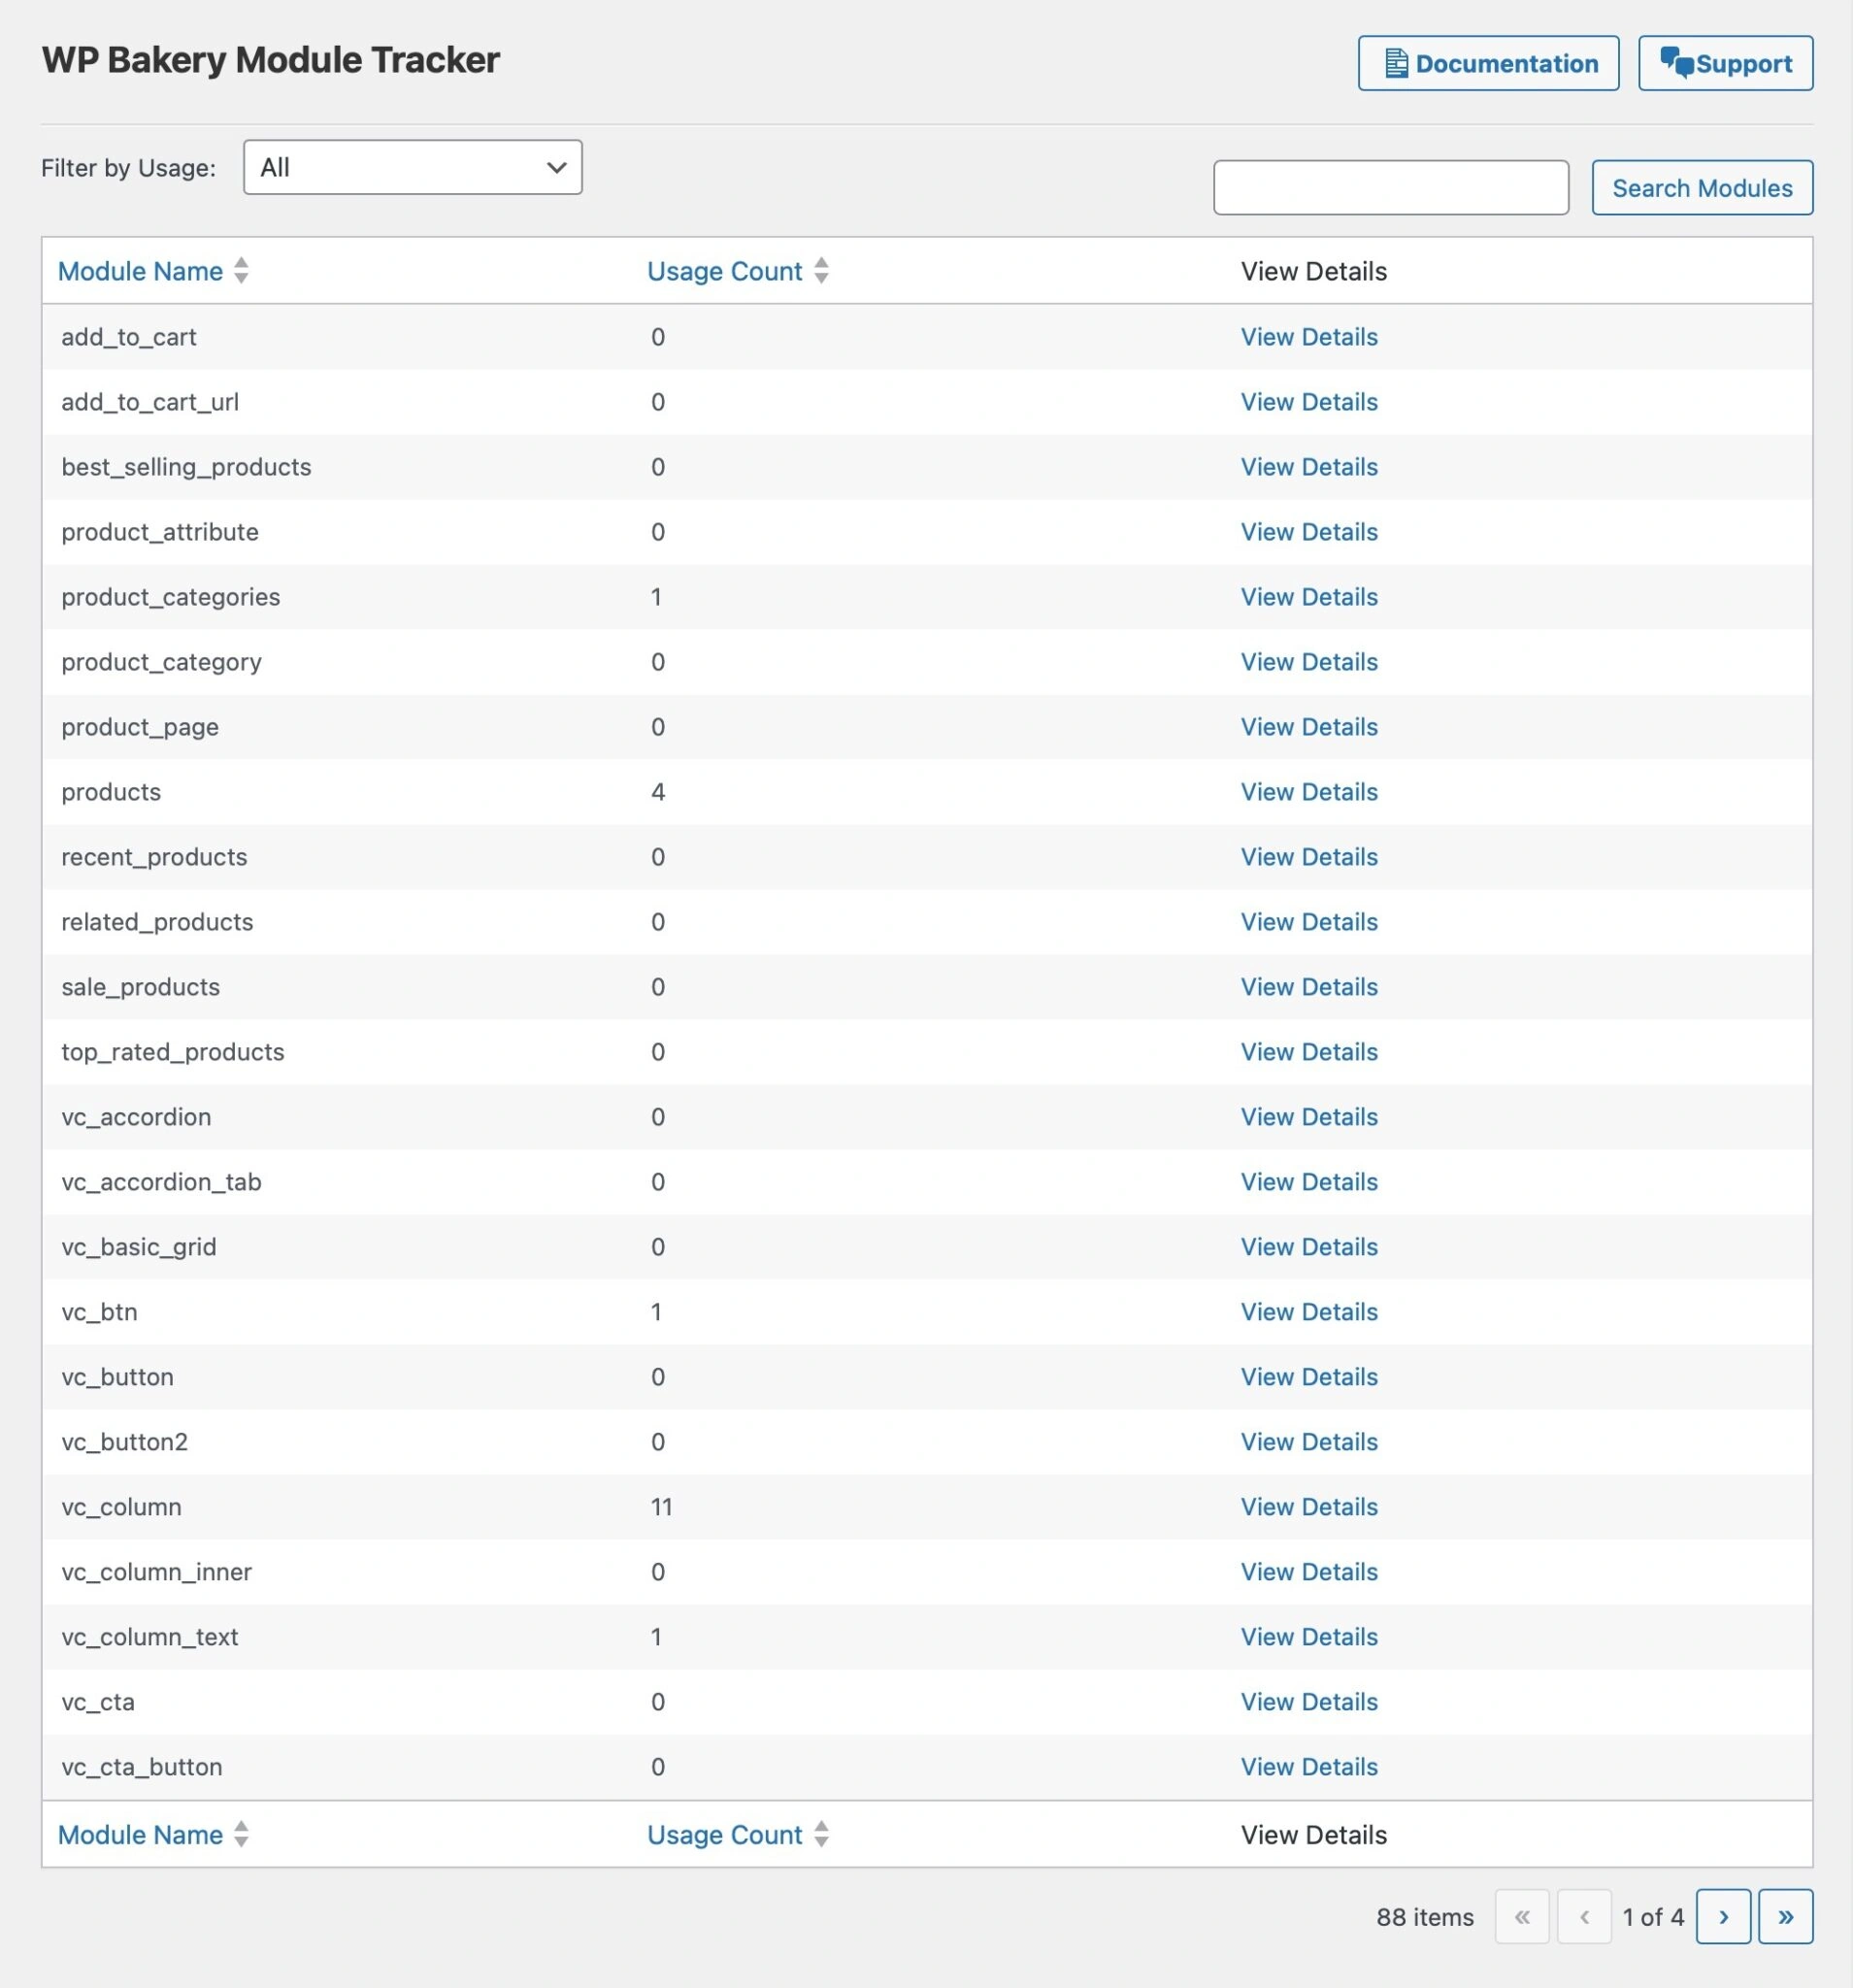 WP Bakery Module Tracker
Documentation Support
Filter by Usage: All
Search Modules
Module Name Usage Count View Details
add_to_cart 0 View Details
add_to_cart_url 0 View Details
best_selling_products 0 View Details
product_attribute 0 View Details
product_categories 1 View Details
product_category 0 View Details
product_page 0 View Details
products 4 View Details
recent_products 0 View Details
related_products 0 View Details
sale_products 0 View Details
top_rated_products 0 View Details
vc_accordion 0 View Details
vc_accordion_tab 0 View Details
vc_basic_grid 0 View Details
vc_btn 1 View Details
vc_button 0 View Details
vc_button2 0 View Details
vc_column 11 View Details
vc_column_inner 0 View Details
vc_column_text 1 View Details
vc_cta 0 View Details
vc_cta_button 0 View Details
Module Name Usage Count View Details
88 items « ‹ 1 of 4 › »